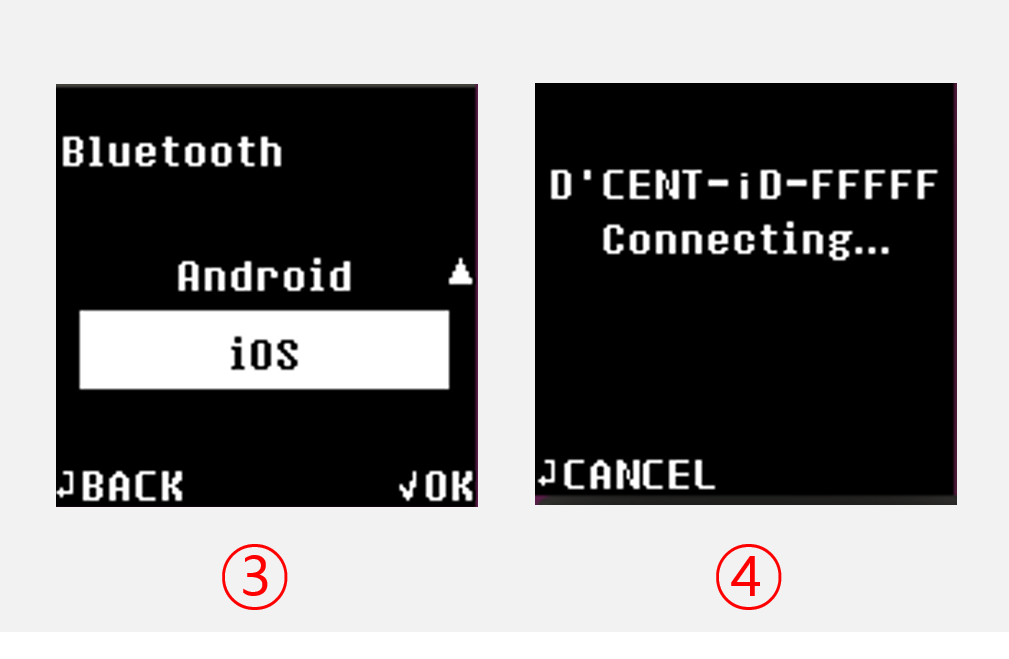 Bluetooth
Android ▲
iOS
↲BACK √OK
③
D'CENT-iD-FFFFF
Connecting...
↲CANCEL
④